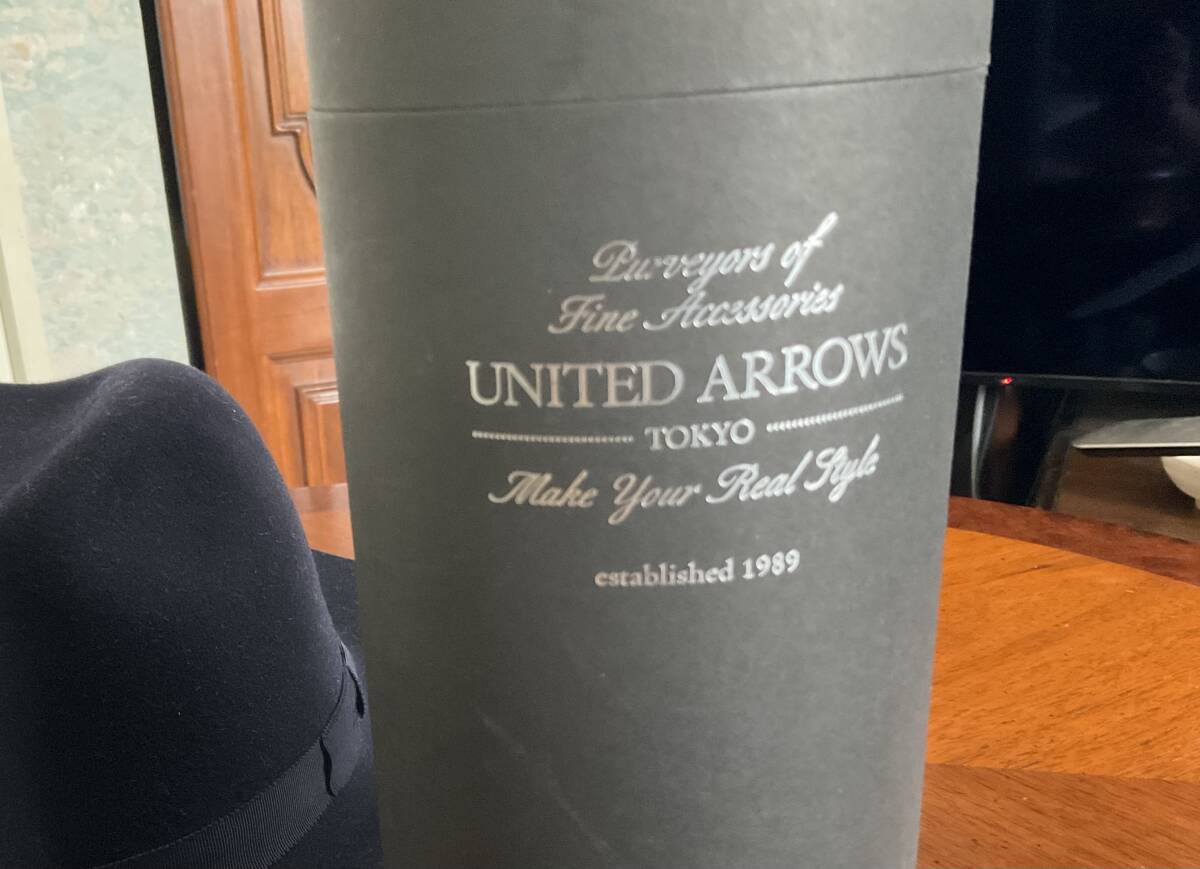 Purveyors of
Fine Accessories
UNITED ARROWS
TOKYO
Make Your Real Style
established 1989